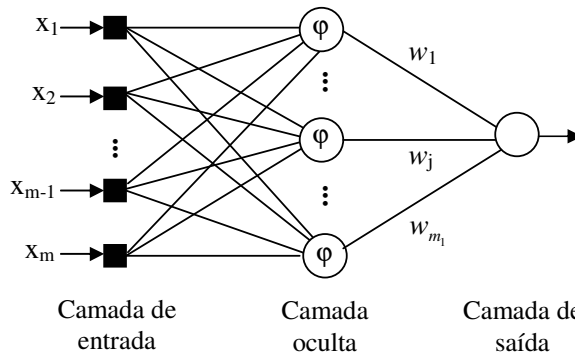 x1
φ
w1
x2
φ
wj
xm-1
wm1
xm
φ
Camada de
entrada
Camada
oculta
Camada de
saída